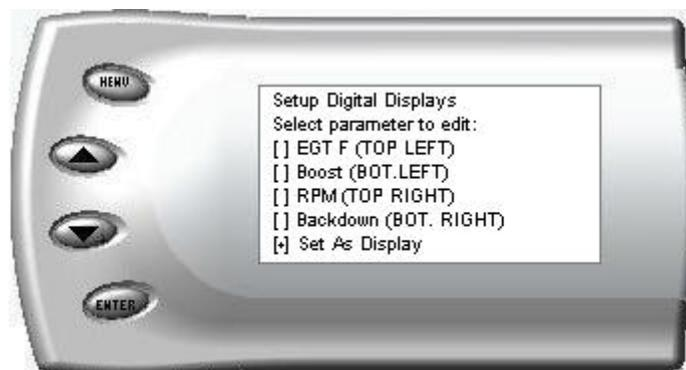 MENU
Setup Digital Displays
Select parameter to edit:
[ ] EGT F (TOP LEFT)
[ ] Boost (BOT.LEFT)
[ ] RPM (TOP RIGHT)
[ ] Backdown (BOT. RIGHT)
[+] Set As Display
ENTER